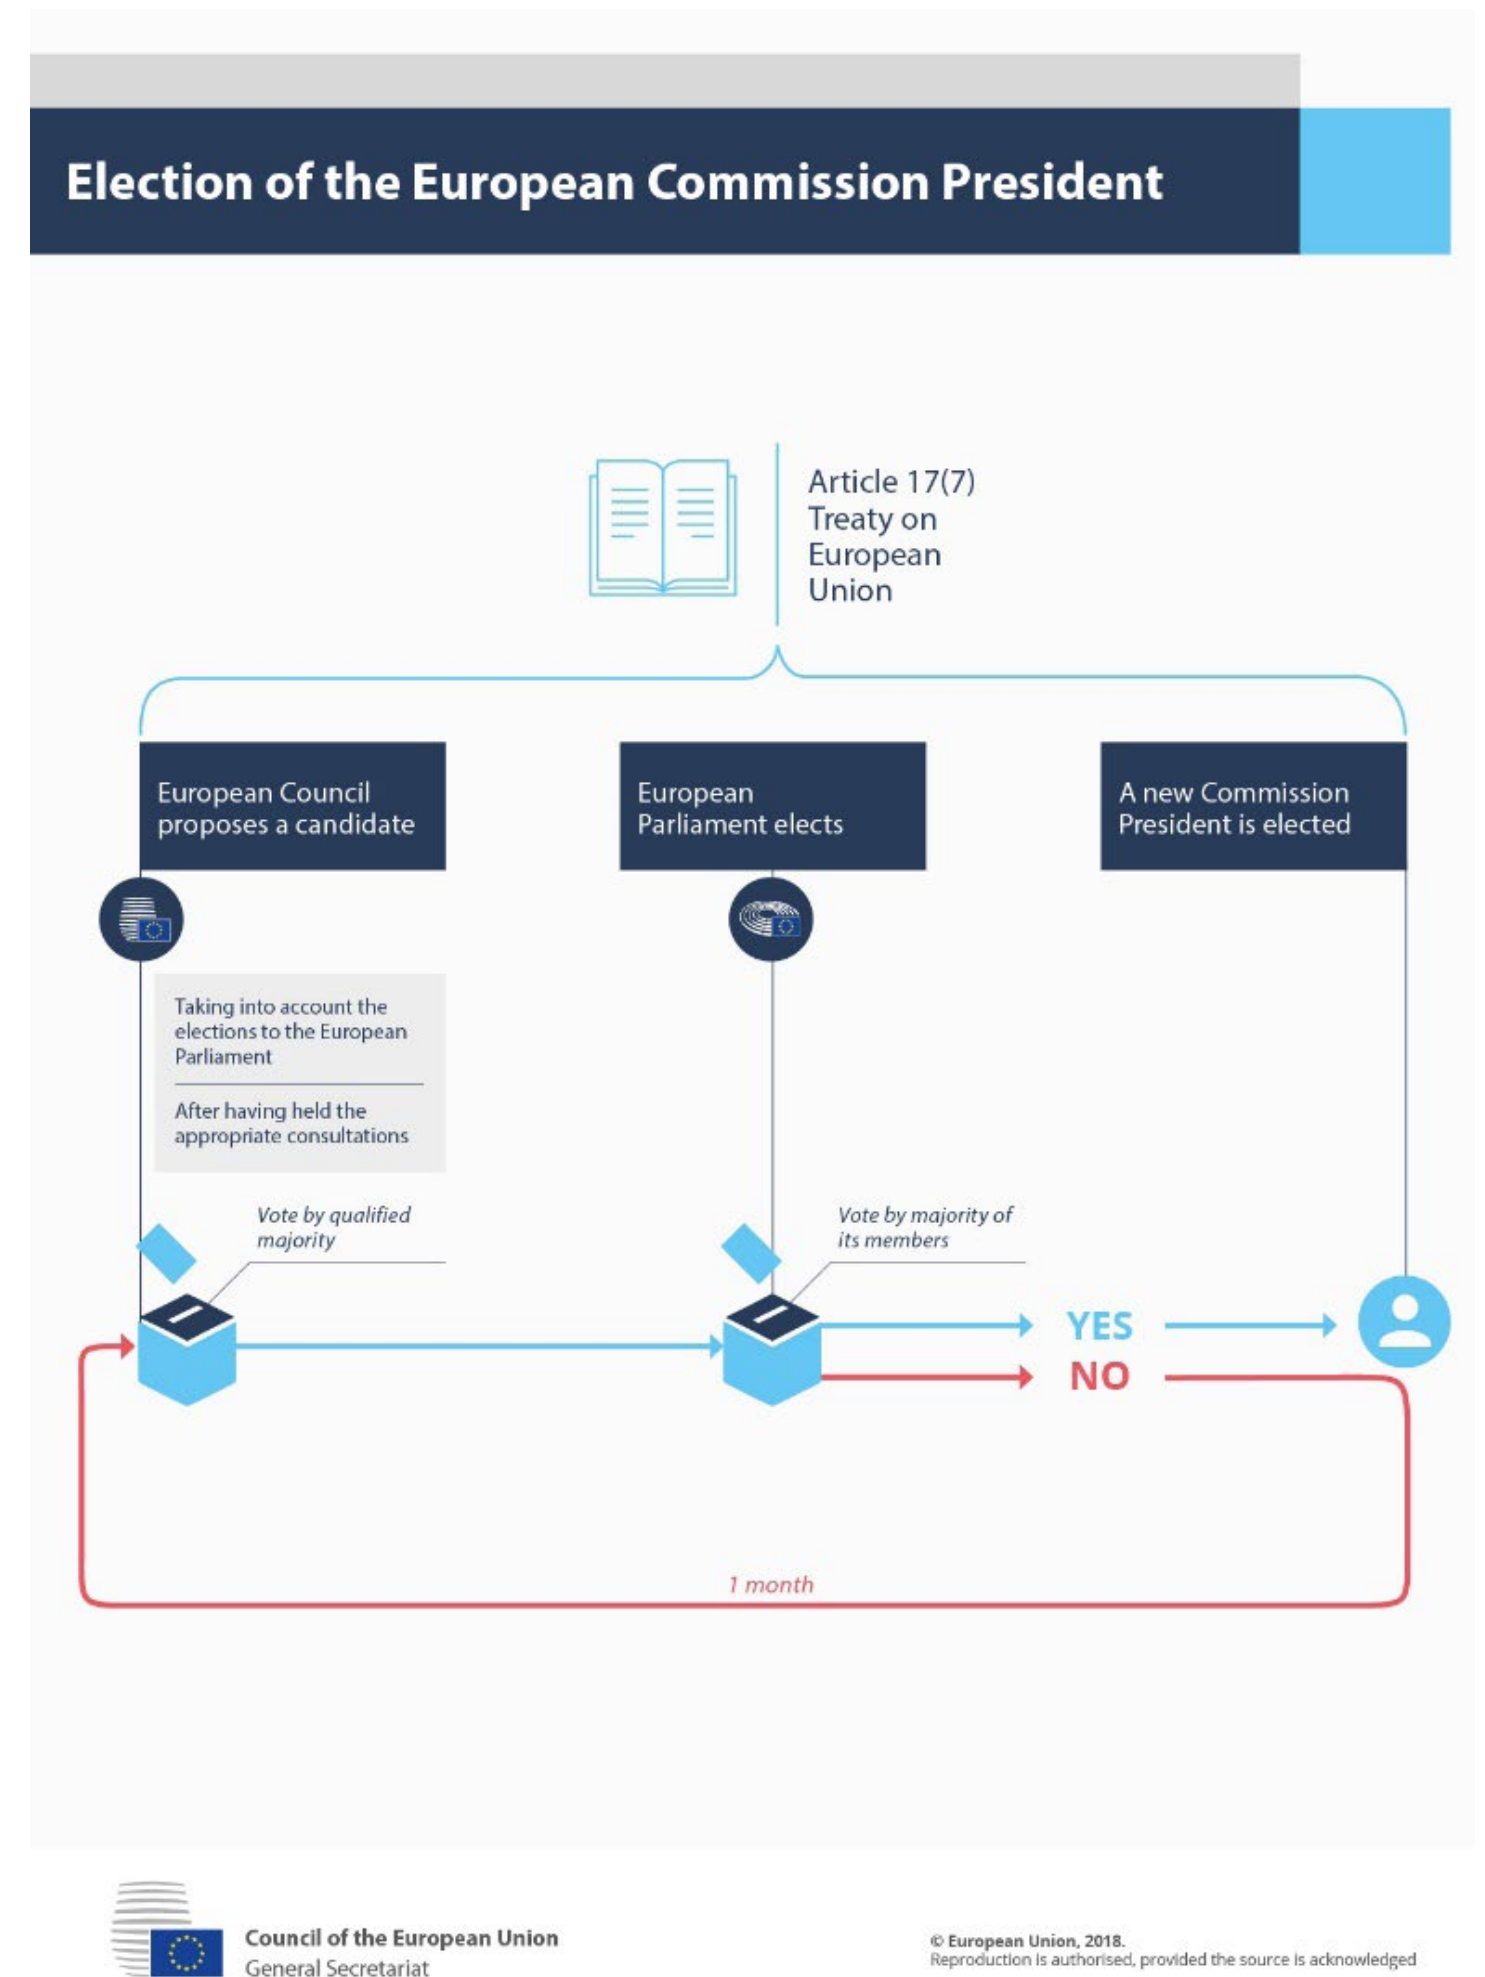 Election of the European Commission President
Article 17(7)
Treaty on
European
Union
European Council
proposes a candidate
European
Parliament elects
A new Commission
President is elected
Taking into account the
elections to the European
Parliament
After having held the
appropriate consultations
Vote by qualified
majority
Vote by majority of
its members
YES
NO
1 month
Council of the European Union
General Secretariat
© European Union, 2018.
Reproduction is authorised, provided the source is acknowledged